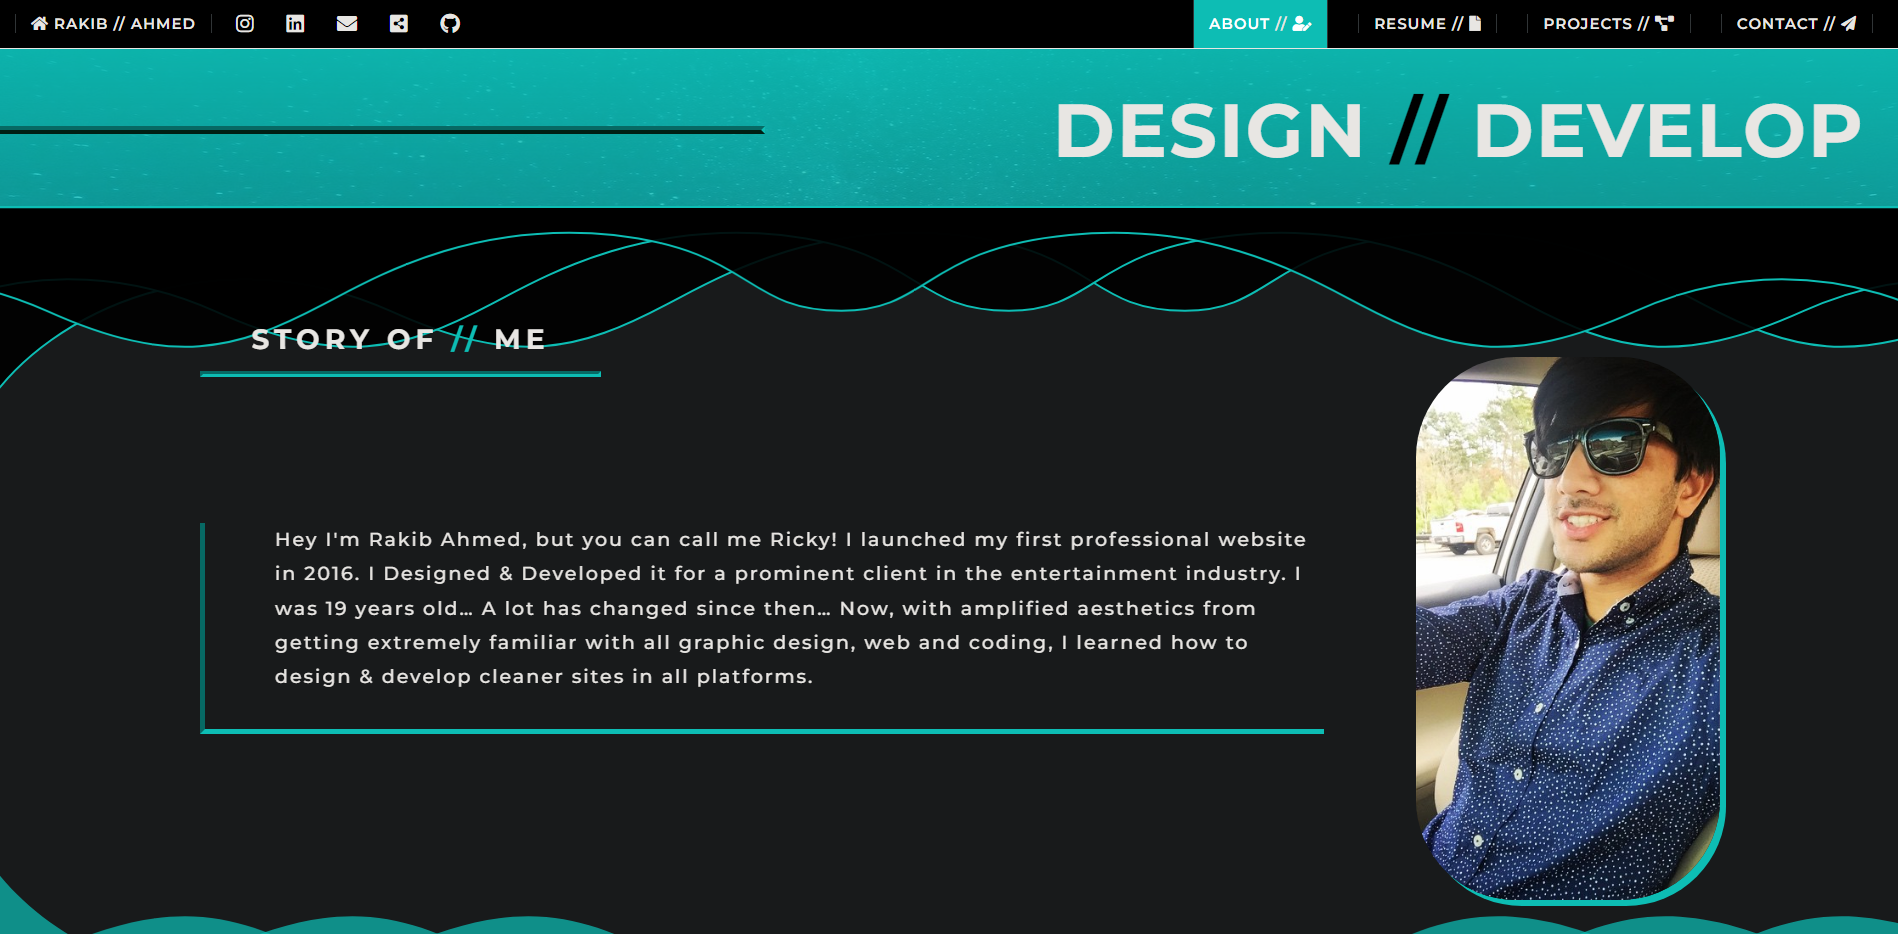 RAKIB // AHMED
ABOUT //
RESUME //
PROJECTS //
CONTACT //
DESIGN // DEVELOP
STORY OF // ME
Hey I'm Rakib Ahmed, but you can call me Ricky! I launched my first professional website
in 2016. I Designed & Developed it for a prominent client in the entertainment industry. I
was 19 years old... A lot has changed since then... Now, with amplified aesthetics from
getting extremely familiar with all graphic design, web and coding, I learned how to
design & develop cleaner sites in all platforms.